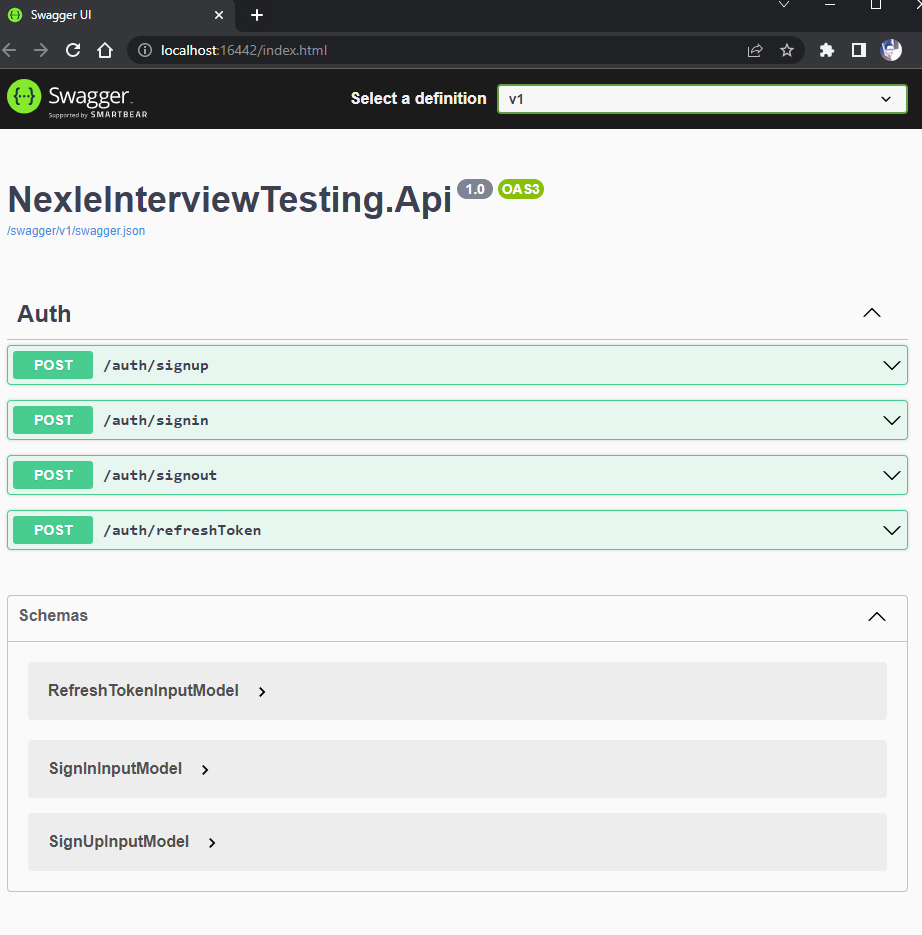 Swagger UI
localhost:16442/index.html
Swagger
Supported by SMARTBEAR
Select a definition
v1
NexleInterviewTesting.Api 1.0 OAS3
/swagger/v1/swagger.json
Auth
POST /auth/signup
POST /auth/signin
POST /auth/signout
POST /auth/refreshToken
Schemas
RefreshTokenInputModel
SignInInputModel
SignUpInputModel